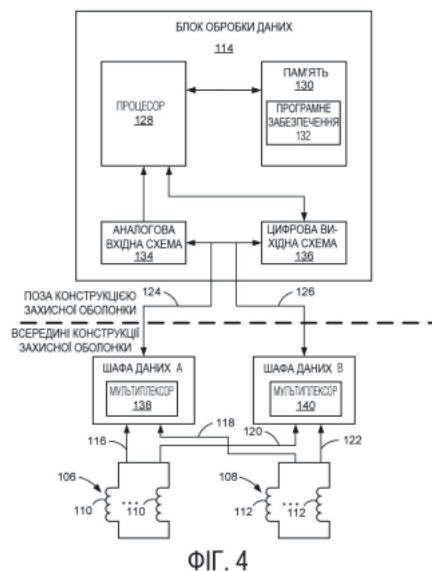 БЛОК ОБРОБКИ ДАНИХ
114
ПРОЦЕСОР
128
ПАМ'ЯТЬ
130
ПРОГРАМНЕ
ЗАБЕЗПЕЧЕННЯ
132
АНАЛОГОВА
ВХІДНА СХЕМА
134
ЦИФРОВА ВИ-
ХІДНА СХЕМА
136
ПОЗА КОНСТРУКЦІЄЮ
ЗАХИСНОЇ ОБОЛОНКИ
124
126
ВСЕРЕДИНІ КОНСТРУКЦІЇ
ЗАХИСНОЇ ОБОЛОНКИ
ШАФА ДАНИХ A
МУЛЬТИПЛЕКСОР
138
ШАФА ДАНИХ B
МУЛЬТИПЛЕКСОР
140
116
118
120
122
106
110
...
110
108
112
...
112
ФІГ. 4